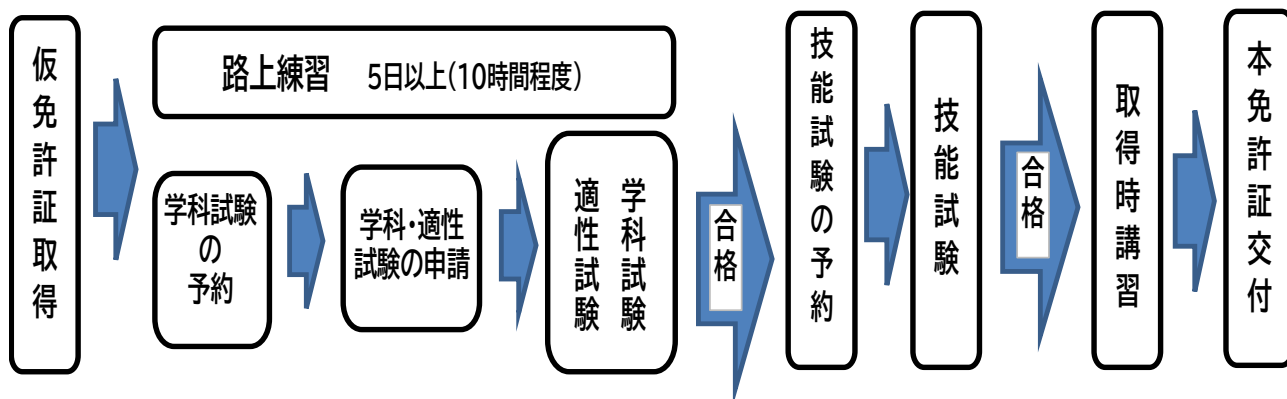 仮免許証取得
路上練習 5日以上(10時間程度)
学科試験
の
予約
学科・適性
試験の申請
学科試験
適性試験
合格
技能試験の予約
技能試験
合格
取得時講習
本免許証交付